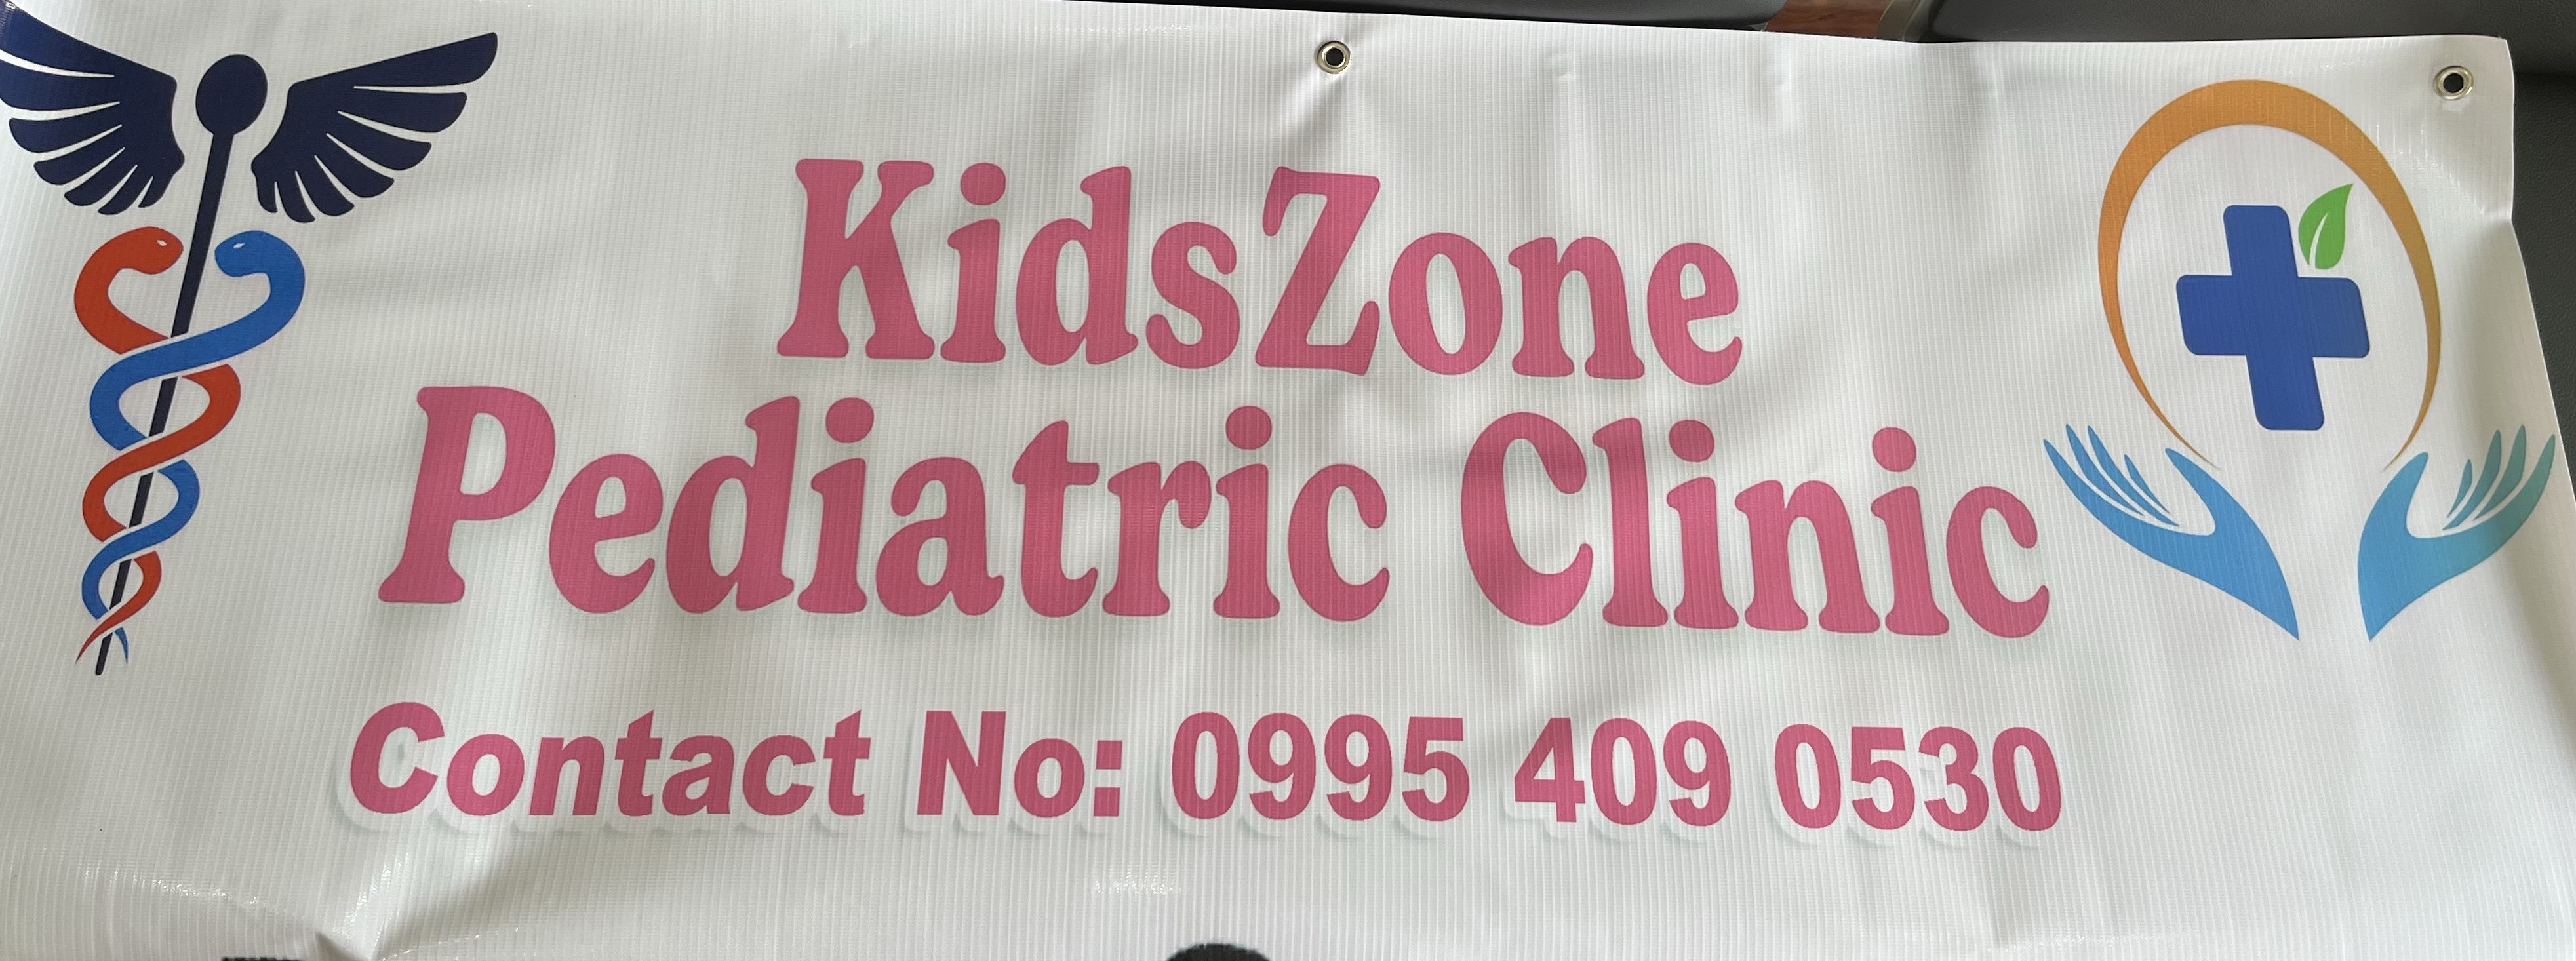 KidsZone
Pediatric Clinic
Contact No: 0995 409 0530